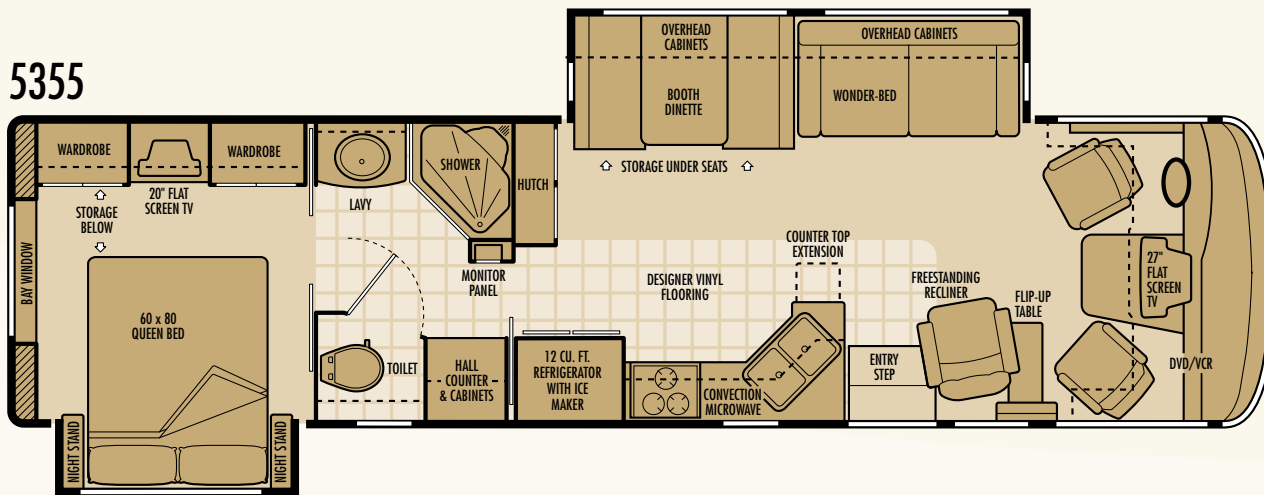 5355
OVERHEAD
CABINETS
BOOTH
DINETTE
OVERHEAD CABINETS
WONDER-BED
WARDROBE
WARDROBE
20" FLAT
SCREEN TV
STORAGE
BELOW
LAVY
SHOWER
HUTCH
STORAGE UNDER SEATS
BAY WINDOW
60 x 80
QUEEN BED
MONITOR
PANEL
DESIGNER VINYL
FLOORING
COUNTER TOP
EXTENSION
FREESTANDING
RECLINER
FLIP-UP
TABLE
27"
FLAT
SCREEN
TV
TOILET
HALL
COUNTER
& CABINETS
12 CU. FT.
REFRIGERATOR
WITH ICE
MAKER
CONVECTION
MICROWAVE
ENTRY
STEP
DVD/VCR
NIGHT STAND
NIGHT STAND